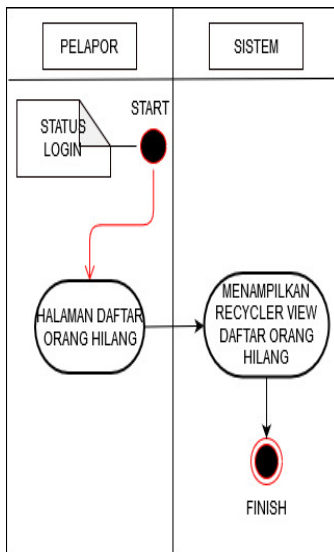 PELAPOR
SISTEM
START
STATUS
LOGIN
HALAMAN DAFTAR
ORANG HILANG
MENAMPILKAN
RECYCLER VIEW
DAFTAR ORANG
HILANG
FINISH